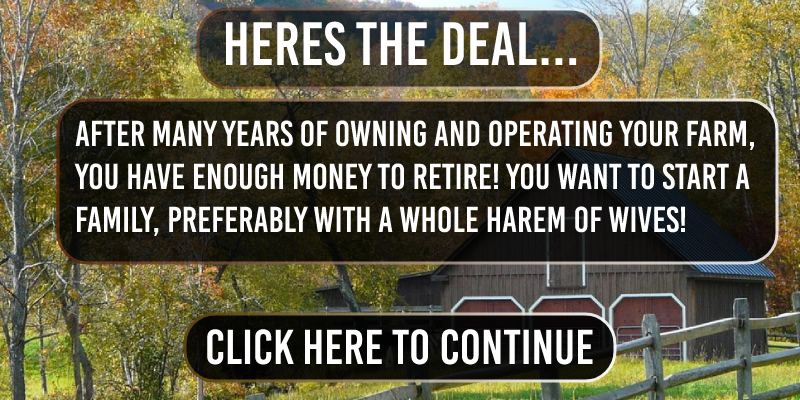 HERES THE DEAL...
AFTER MANY YEARS OF OWNING AND OPERATING YOUR FARM,
YOU HAVE ENOUGH MONEY TO RETIRE! YOU WANT TO START A
FAMILY, PREFERABLY WITH A WHOLE HAREM OF WIVES!
CLICK HERE TO CONTINUE